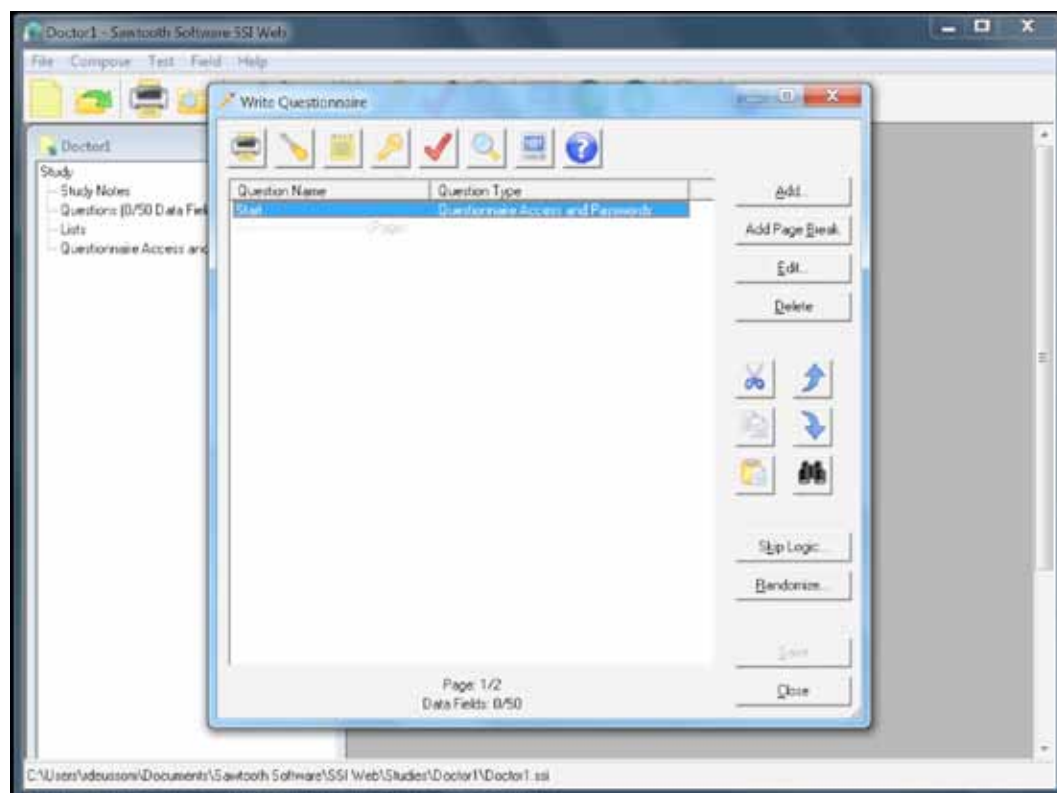 Doctor1 - Sawtooth Software SSI Web
File Compose Test Field Help
Write Questionnaire
Doctor1
Study
Study Notes
Questions (0/50 Data Fiel
Lists
Questionnaire Access and
Question Name Question Type
Start Questionnaire Access and Passwords
(Page)
Add...
Add Page Break
Edit...
Delete
Skip Logic...
Randomize...
Save
Close
Page: 1/2
Data Fields: 0/50
C:\Users\vdeussom\Documents\Sawtooth Software\SSI Web\Studies\Doctor1\Doctor1.ssi